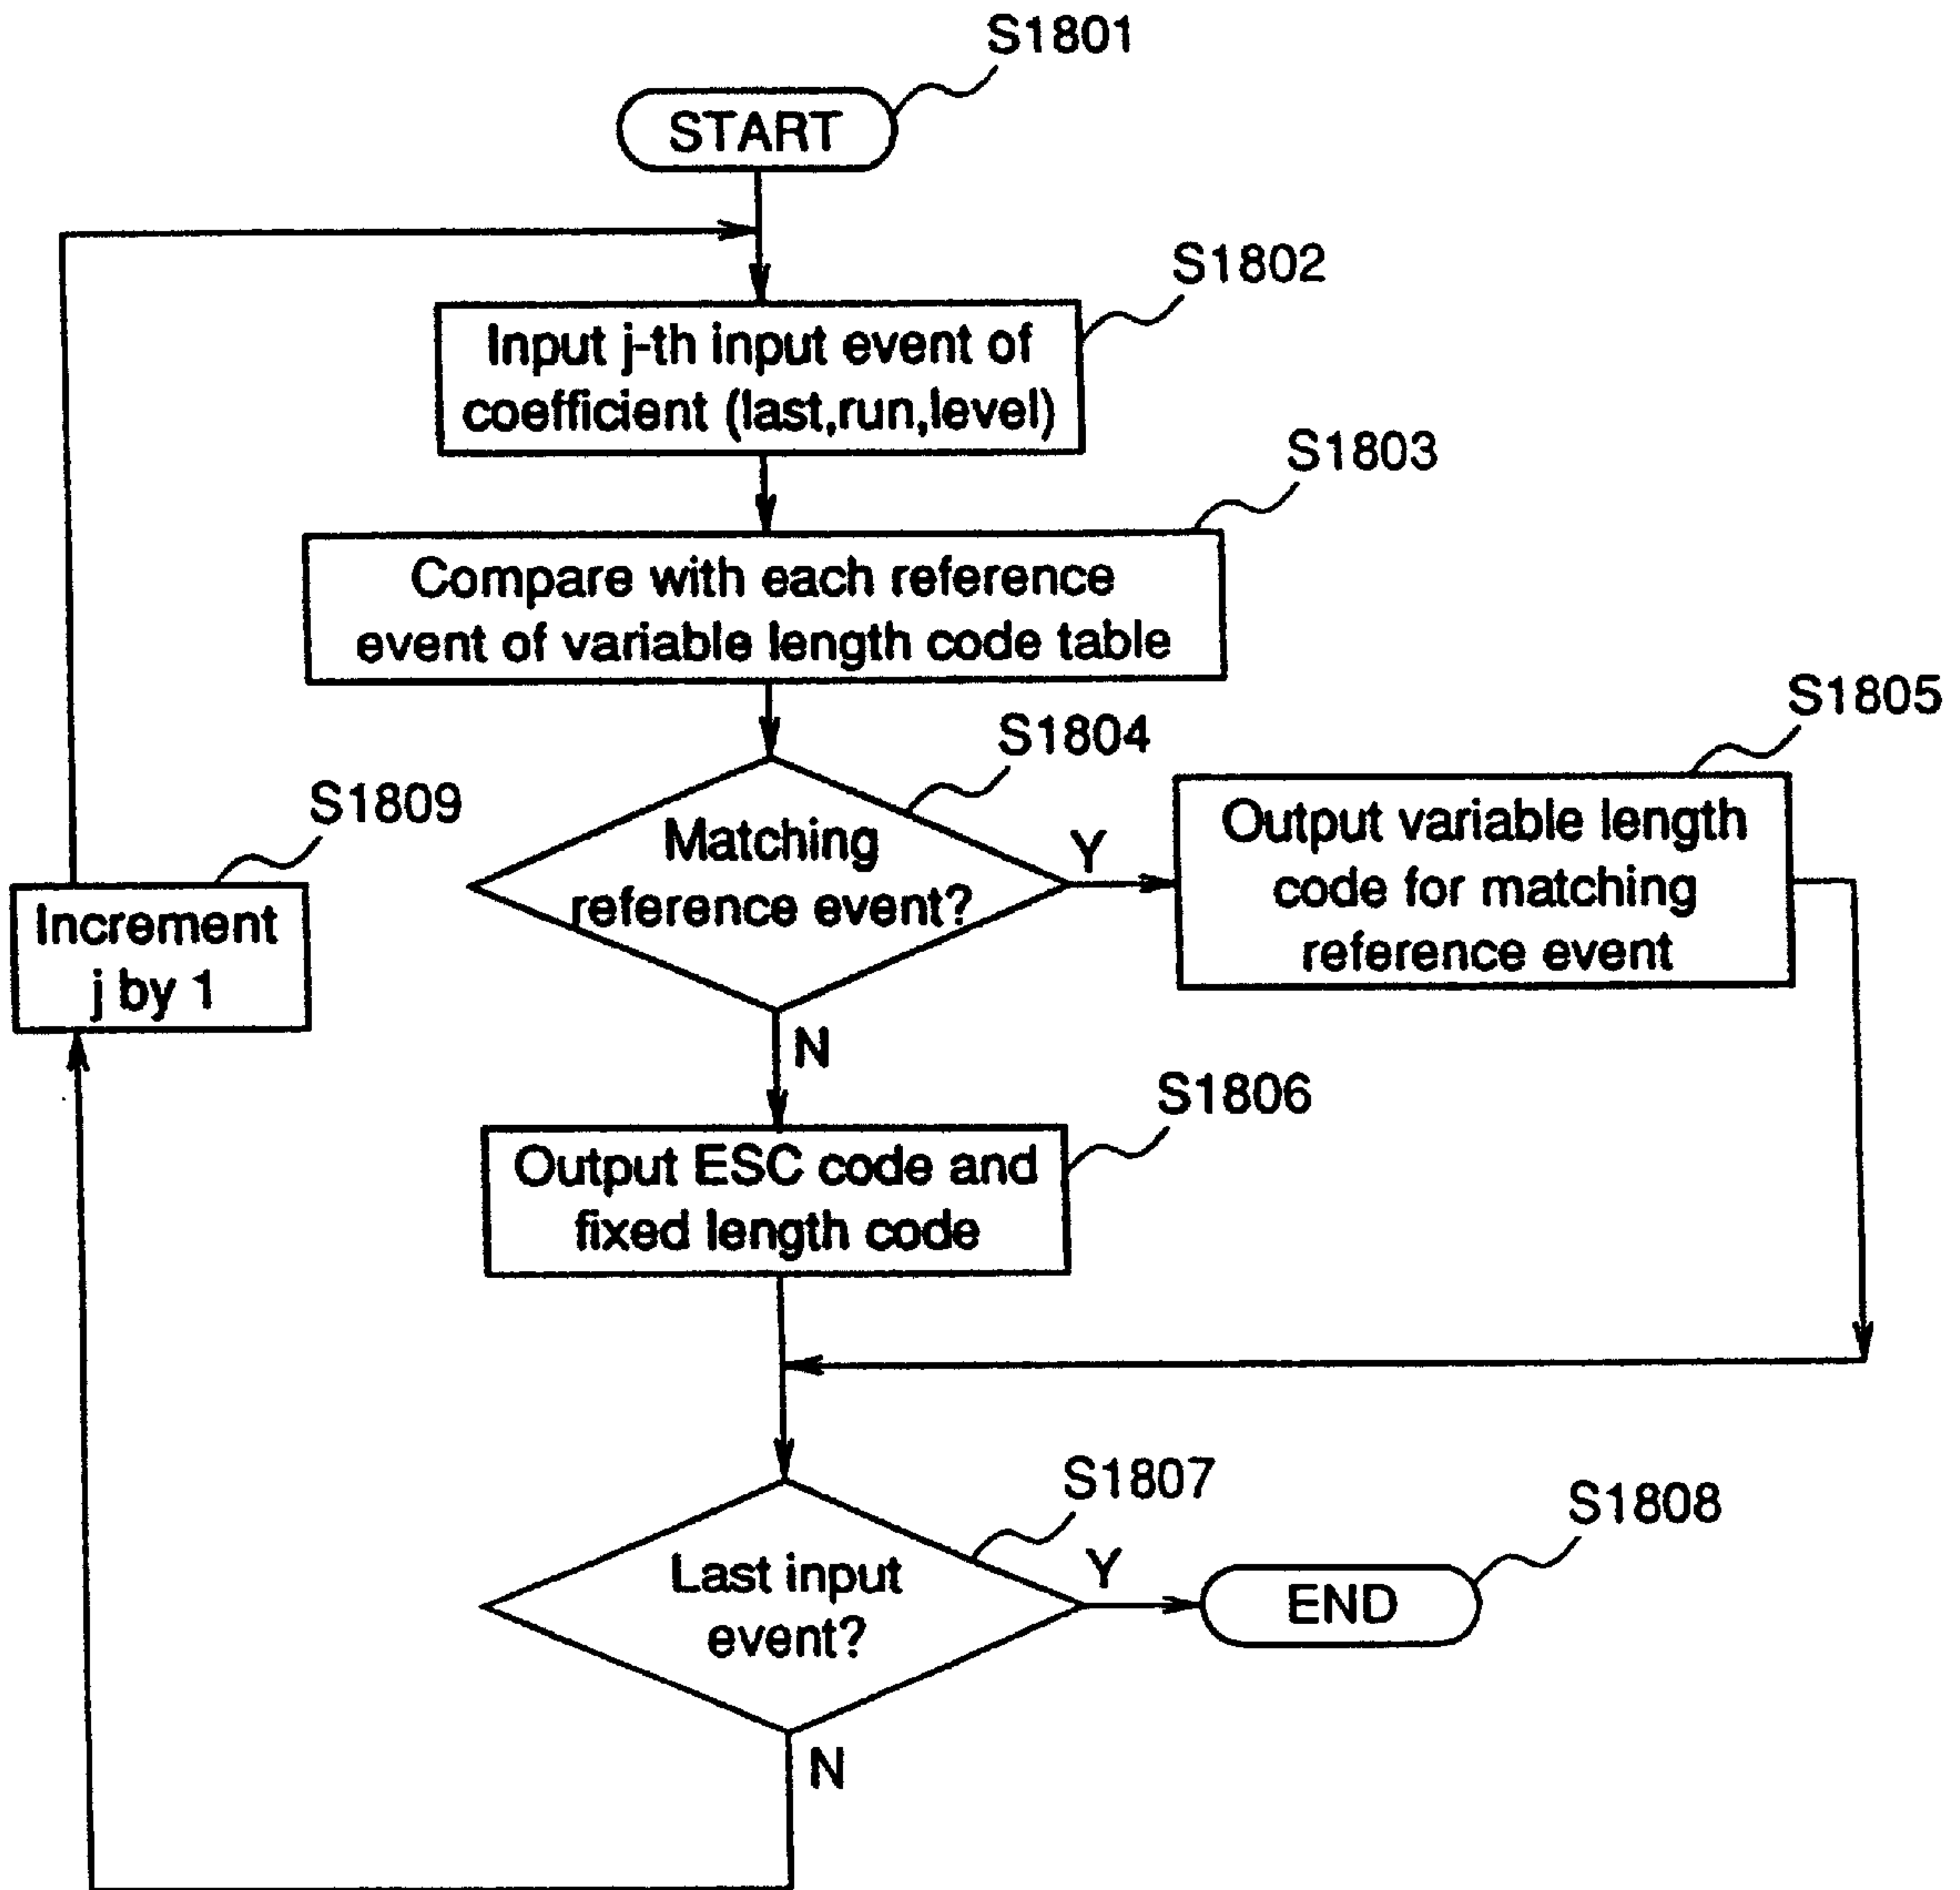 S1801
START
S1802
Input j-th input event of
coefficient (last,run,level)
S1803
Compare with each reference
event of variable length code table
S1804
Matching
reference event?
Y
S1805
Output variable length
code for matching
reference event
S1809
Increment
j by 1
N
S1806
Output ESC code and
fixed length code
S1807
Last input
event?
Y
S1808
END
N